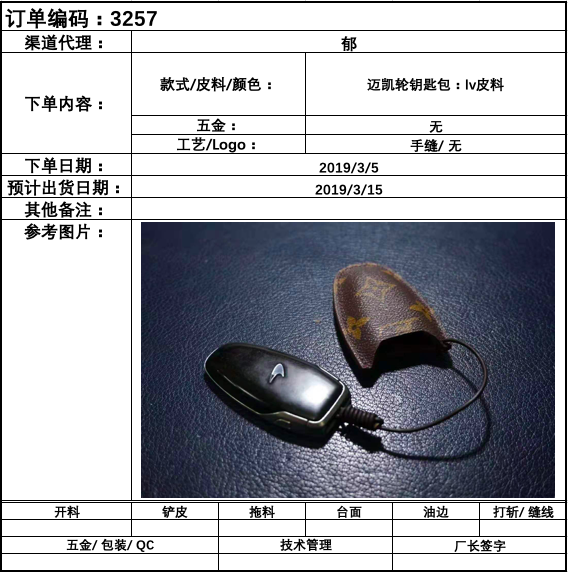 订单编码：3257
渠道代理：
郁
下单内容：
款式/皮料/颜色：
迈凯轮钥匙包：lv皮料
五金：
无
工艺/Logo：
手缝/ 无
下单日期：
2019/3/5
预计出货日期：
2019/3/15
其他备注：
参考图片：
开料
铲皮
拖料
台面
油边
打斩/ 缝线
五金/ 包装/ QC
技术管理
厂长签字